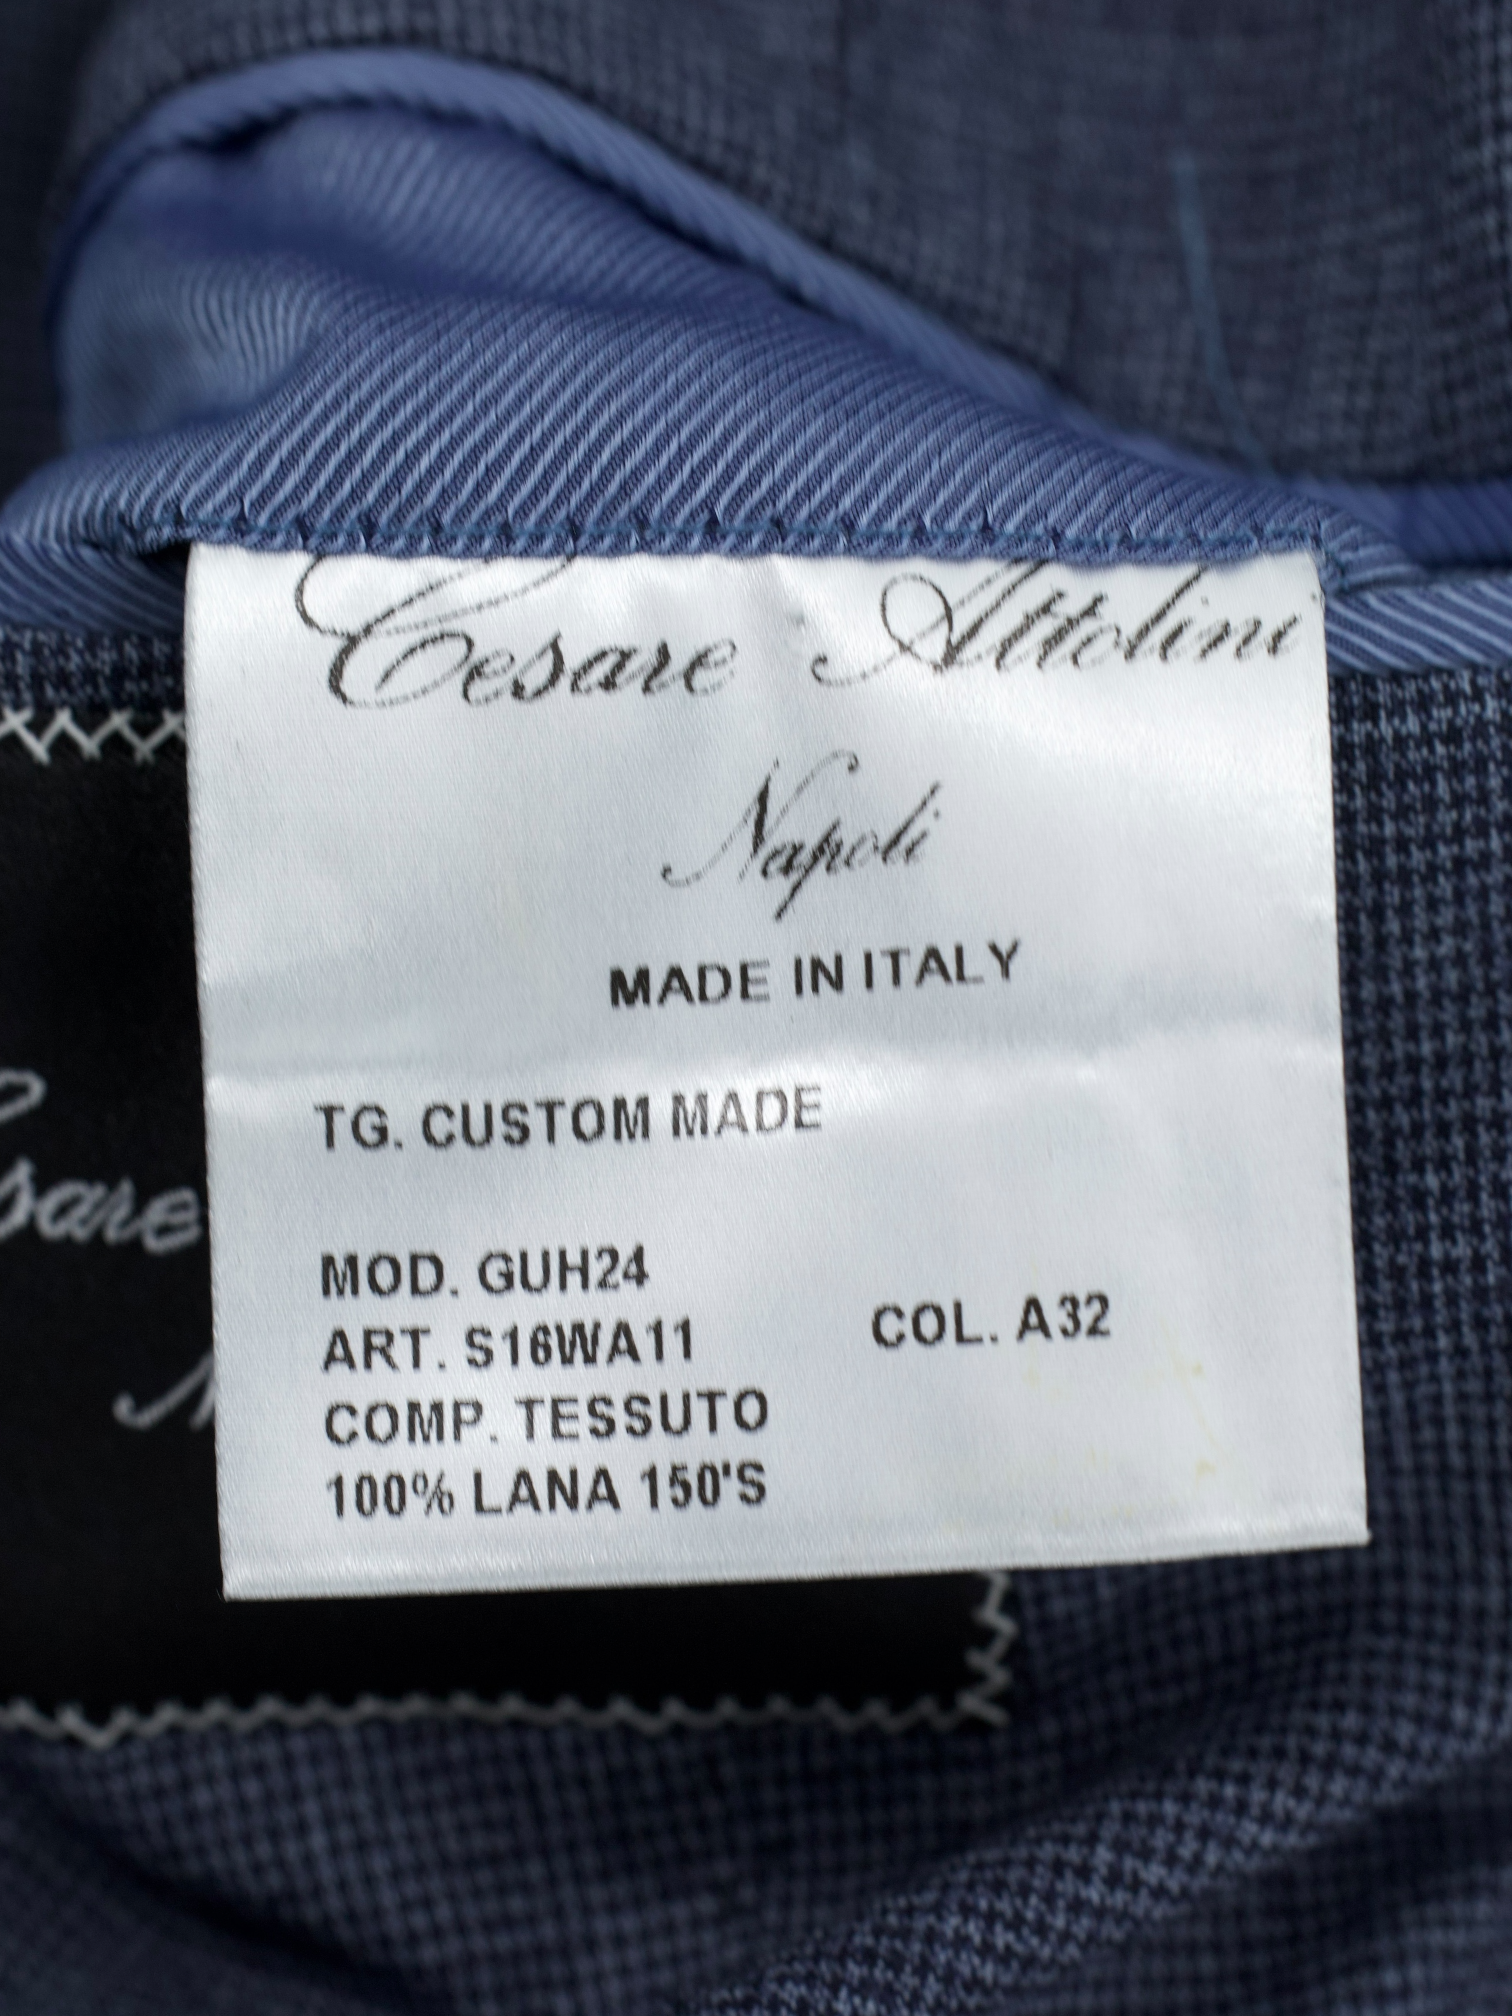 Cesare Attolini
Napoli
MADE IN ITALY
TG. CUSTOM MADE
MOD. GUH24
ART. S16WA11 COL. A32
COMP. TESSUTO
100% LANA 150'S
esare
N